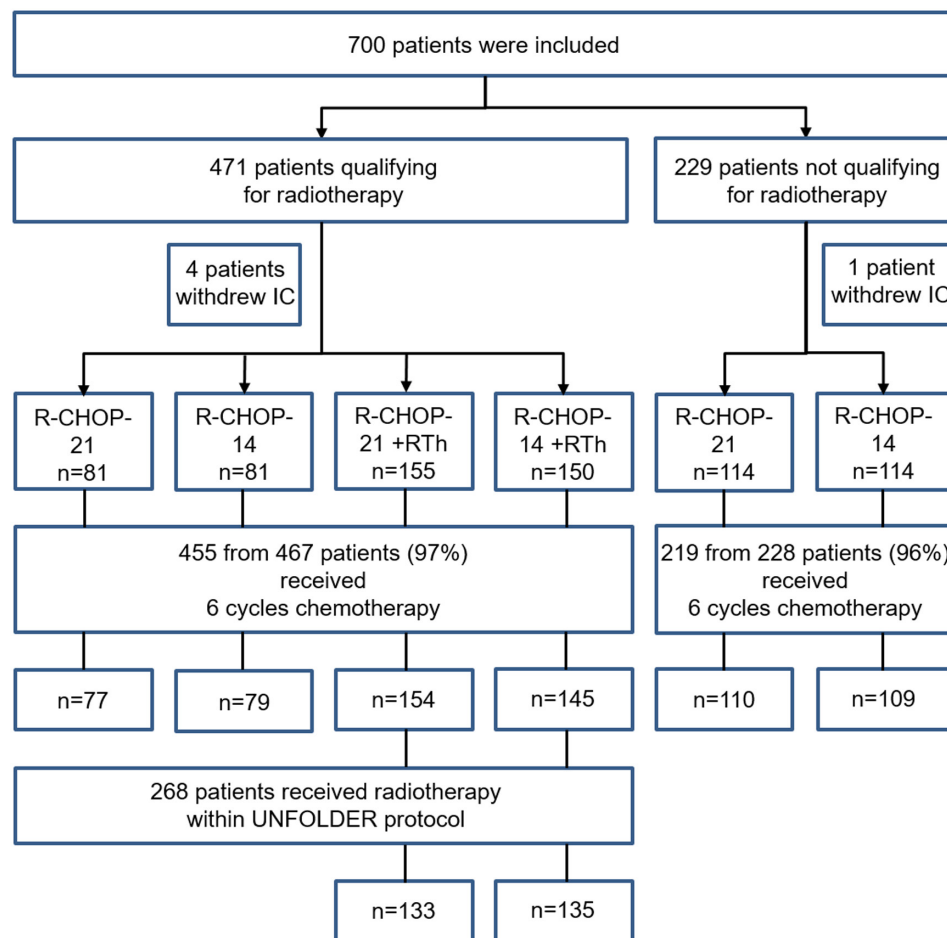 700 patients were included
471 patients qualifying
for radiotherapy
229 patients not qualifying
for radiotherapy
4 patients
withdrew IC
1 patient
withdrew IC
R-CHOP-
21
n=81
R-CHOP-
14
n=81
R-CHOP-
21 +RTh
n=155
R-CHOP-
14 +RTh
n=150
R-CHOP-
21
n=114
R-CHOP-
14
n=114
455 from 467 patients (97%)
received
6 cycles chemotherapy
219 from 228 patients (96%)
received
6 cycles chemotherapy
n=77
n=79
n=154
n=145
n=110
n=109
268 patients received radiotherapy
within UNFOLDER protocol
n=133
n=135